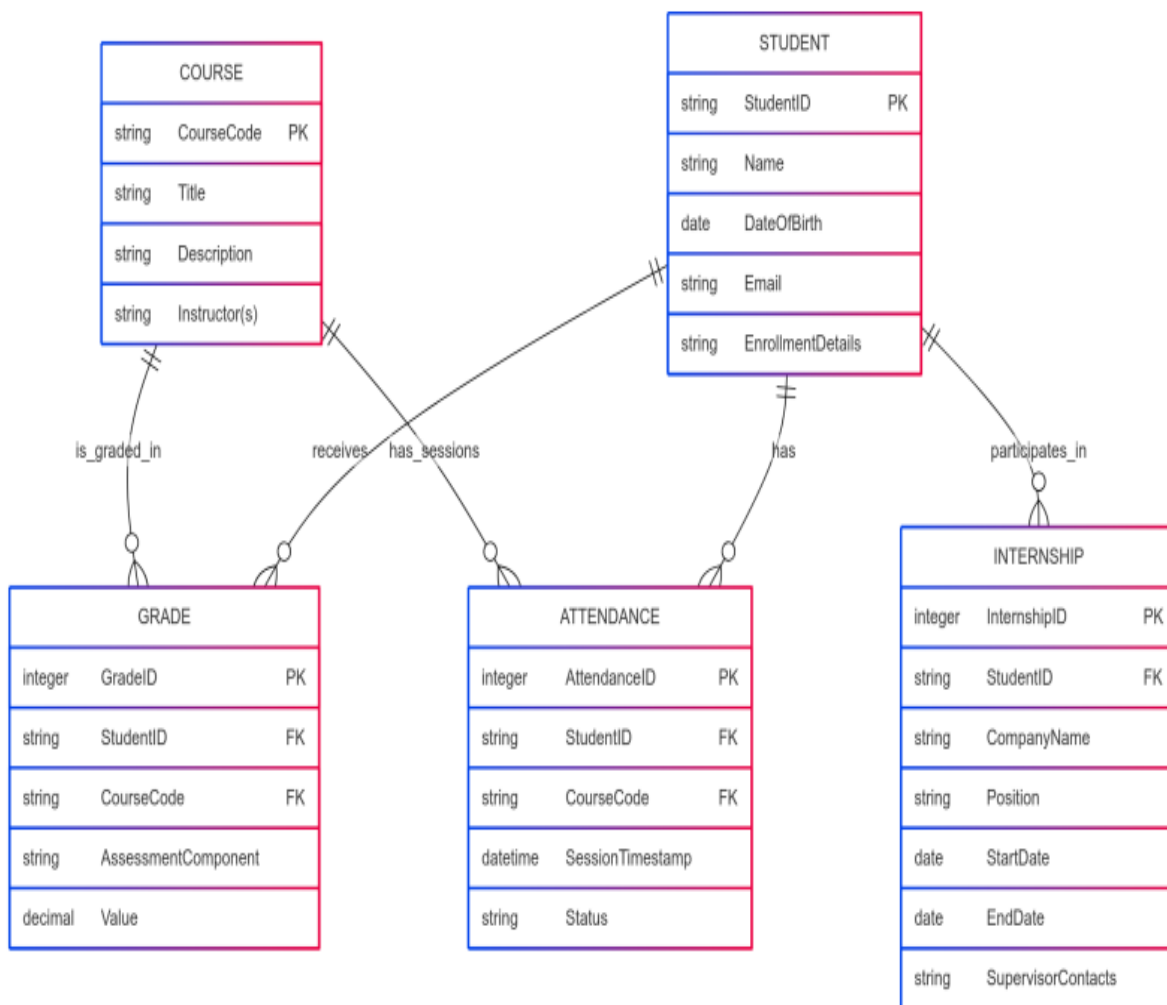 COURSE
string CourseCode PK
string Title
string Description
string Instructor(s)
STUDENT
string StudentID PK
string Name
date DateOfBirth
string Email
string EnrollmentDetails
is_graded_in
receives
has_sessions
has
participates_in
GRADE
integer GradeID PK
string StudentID FK
string CourseCode FK
string AssessmentComponent
decimal Value
ATTENDANCE
integer AttendanceID PK
string StudentID FK
string CourseCode FK
datetime SessionTimestamp
string Status
INTERNSHIP
integer InternshipID PK
string StudentID FK
string CompanyName
string Position
date StartDate
date EndDate
string SupervisorContacts